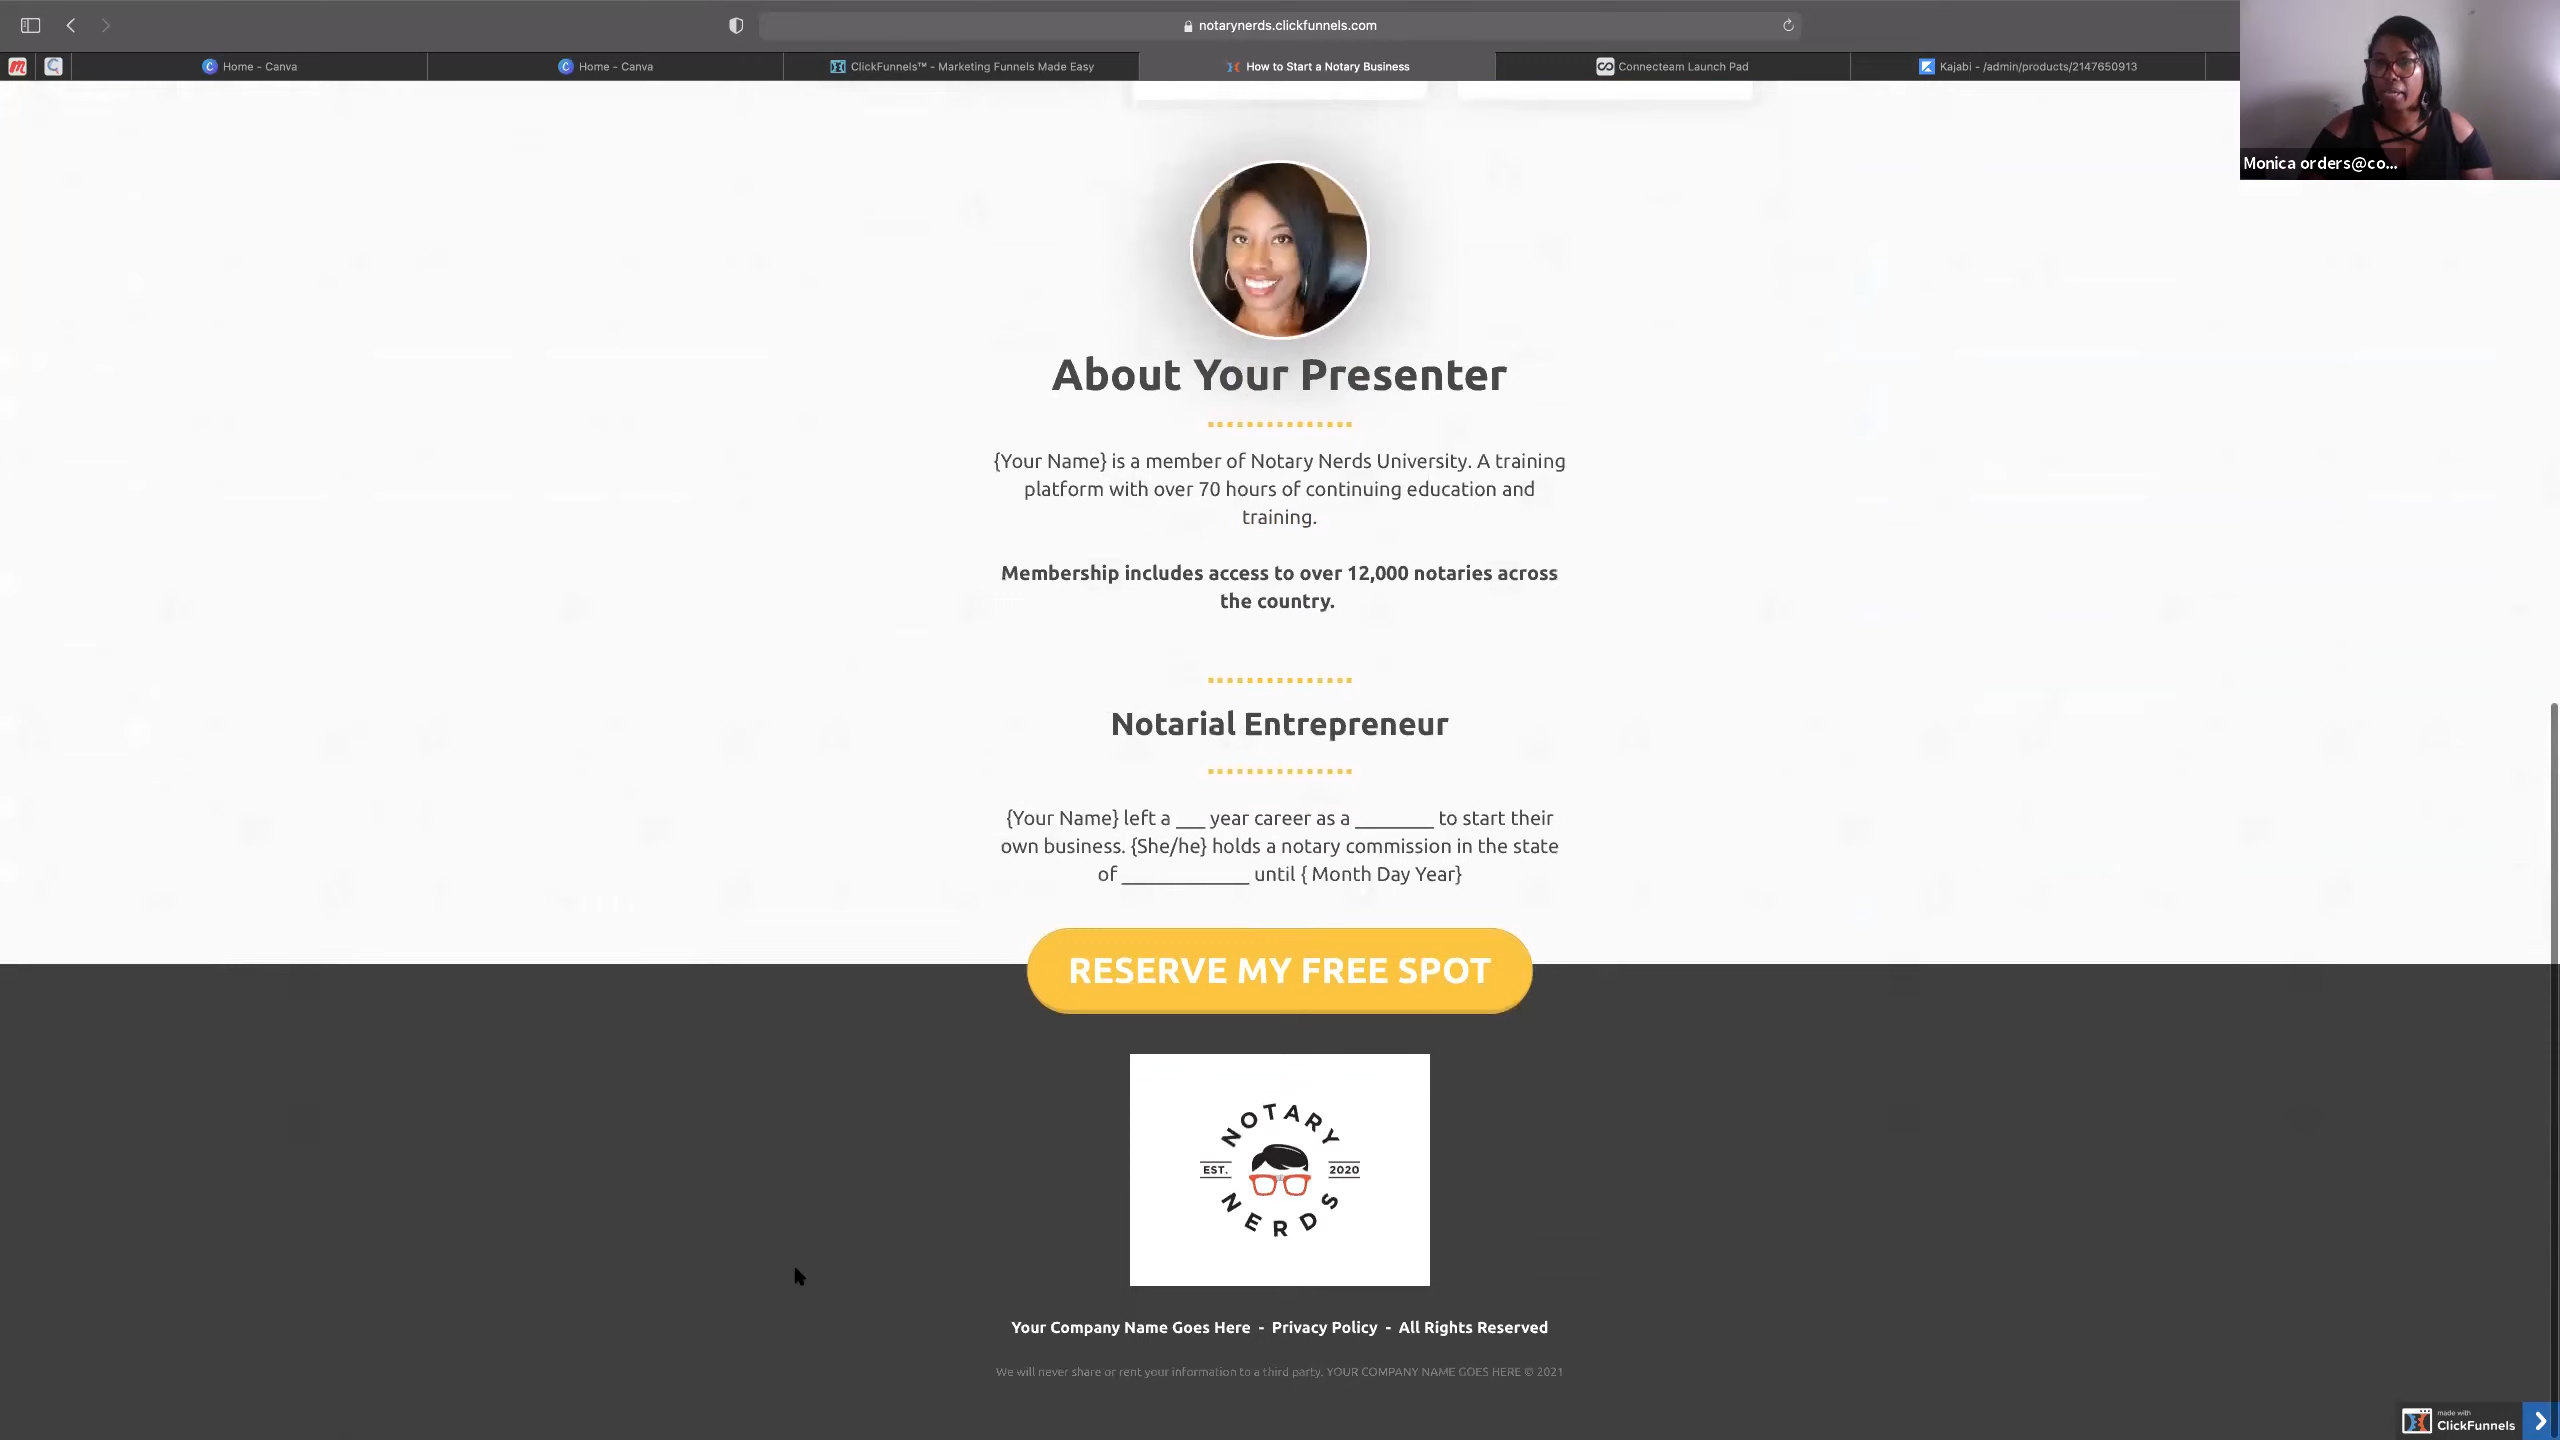 notarynerds.clickfunnels.com
Home - Canva
Home - Canva
ClickFunnels™ - Marketing Funnels Made Easy
How to Start a Notary Business
Connecteam Launch Pad
Kajabi - /admin/products/2147650913
Monica orders@co...
About Your Presenter
{Your Name} is a member of Notary Nerds University. A training
platform with over 70 hours of continuing education and
training.
Membership includes access to over 12,000 notaries across
the country.
Notarial Entrepreneur
{Your Name} left a ___ year career as a ________ to start their
own business. {She/he} holds a notary commission in the state
of _____________ until { Month Day Year}
RESERVE MY FREE SPOT
NOTARY
EST. 2020
NERDS
Your Company Name Goes Here - Privacy Policy - All Rights Reserved
We will never share or rent your information to a third party. YOUR COMPANY NAME GOES HERE © 2021
made with
ClickFunnels